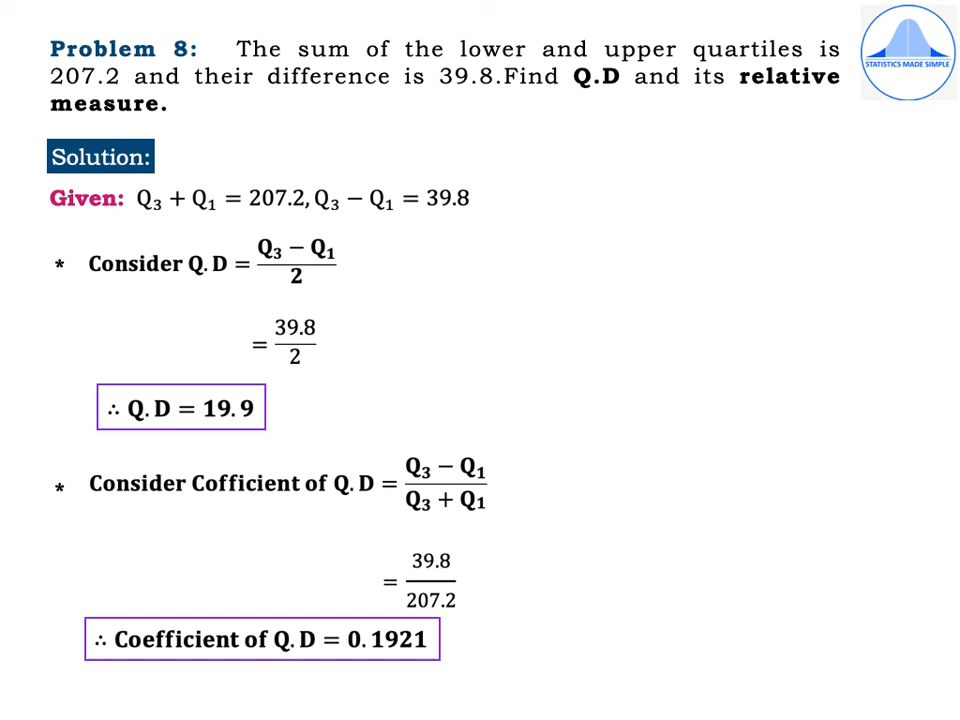 Problem 8: The sum of the lower and upper quartiles is
207.2 and their difference is 39.8.Find Q.D and its relative
measure.
STATISTICS MADE SIMPLE
Solution:
Given: Q₃ + Q₁ = 207.2, Q₃ − Q₁ = 39.8
* Consider Q. D = (Q₃ − Q₁)/2
= 39.8/2
∴ Q. D = 19. 9
* Consider Cofficient of Q. D = (Q₃ − Q₁)/(Q₃ + Q₁)
= 39.8/207.2
∴ Coefficient of Q. D = 0. 1921